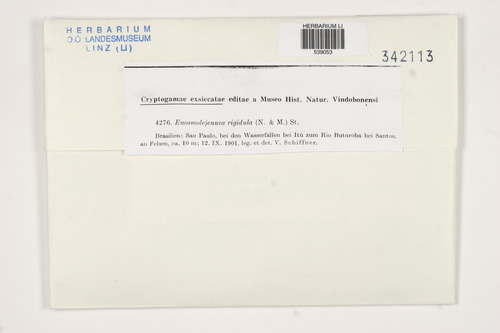 HERBARIUM
O.Ö. LANDESMUSEUM
LINZ (LI)
HERBARIUM LI
539053
342113
Cryptogamae exsiccatae editae a Museo Hist. Natur. Vindobonensi
4276. Euosmolejeunea rigidula (N. & M.) St.
Brasilien: Sao Paulo, bei den Wasserfällen bei Itú zum Rio Buturoba bei Santos,
an Felsen, ca. 10 m; 12. IX. 1901, leg. et det. V. Schiffner.